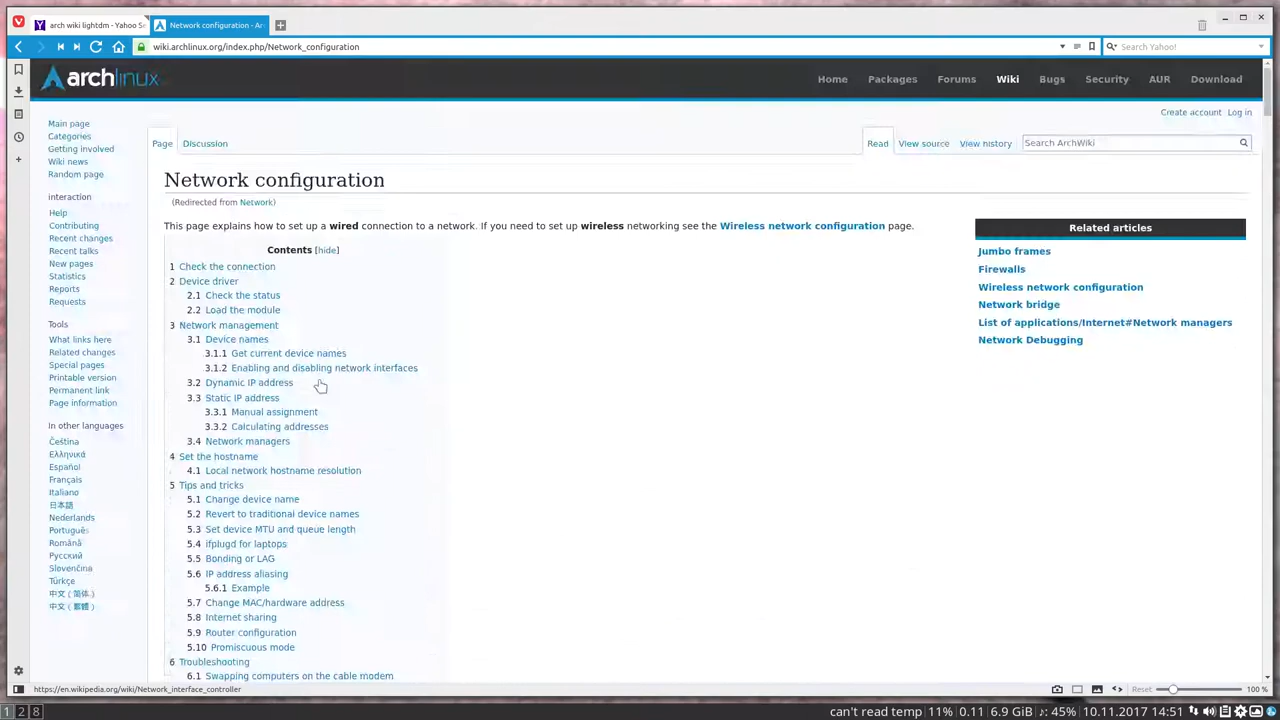 arch wiki lightdm - Yahoo S
Network configuration - Ar
wiki.archlinux.org/index.php/Network_configuration
Search Yahoo!
archlinux
Home Packages Forums Wiki Bugs Security AUR Download
Create account Log in
Main page
Categories
Getting involved
Wiki news
Random page
interaction
Help
Contributing
Recent changes
Recent talks
New pages
Statistics
Reports
Requests
Tools
What links here
Related changes
Special pages
Printable version
Permanent link
Page information
In other languages
Čeština
Ελληνικά
Español
Français
Italiano
日本語
Nederlands
Português
Română
Русский
Slovenčina
Türkçe
中文（简体）
中文（繁體）
Page Discussion
Read View source View history
Search ArchWiki
Network configuration
(Redirected from Network)
This page explains how to set up a wired connection to a network. If you need to set up wireless networking see the Wireless network configuration page.
Contents [hide]
1 Check the connection
2 Device driver
2.1 Check the status
2.2 Load the module
3 Network management
3.1 Device names
3.1.1 Get current device names
3.1.2 Enabling and disabling network interfaces
3.2 Dynamic IP address
3.3 Static IP address
3.3.1 Manual assignment
3.3.2 Calculating addresses
3.4 Network managers
4 Set the hostname
4.1 Local network hostname resolution
5 Tips and tricks
5.1 Change device name
5.2 Revert to traditional device names
5.3 Set device MTU and queue length
5.4 ifplugd for laptops
5.5 Bonding or LAG
5.6 IP address aliasing
5.6.1 Example
5.7 Change MAC/hardware address
5.8 Internet sharing
5.9 Router configuration
5.10 Promiscuous mode
6 Troubleshooting
6.1 Swapping computers on the cable modem
Related articles
Jumbo frames
Firewalls
Wireless network configuration
Network bridge
List of applications/Internet#Network managers
Network Debugging
https://en.wikipedia.org/wiki/Network_interface_controller
Reset 100 %
1 2 8
can't read temp | 11% | 0.11 | 6.9 GiB | ♪: 45% | 10.11.2017 14:51